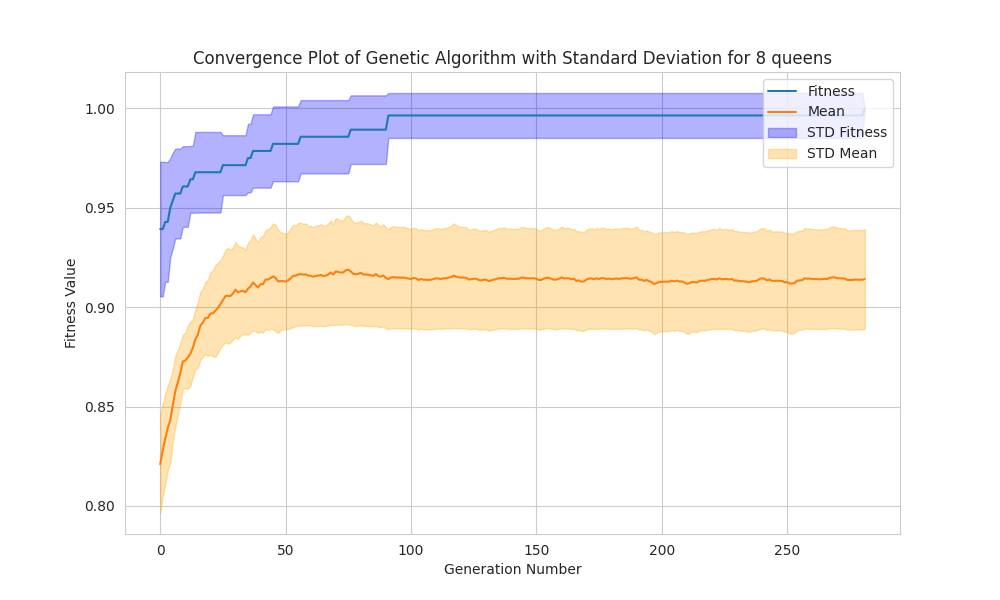 Convergence Plot of Genetic Algorithm with Standard Deviation for 8 queens
Fitness
Mean
STD Fitness
STD Mean
1.00
0.95
0.90
0.85
0.80
Fitness Value
0 50 100 150 200 250
Generation Number